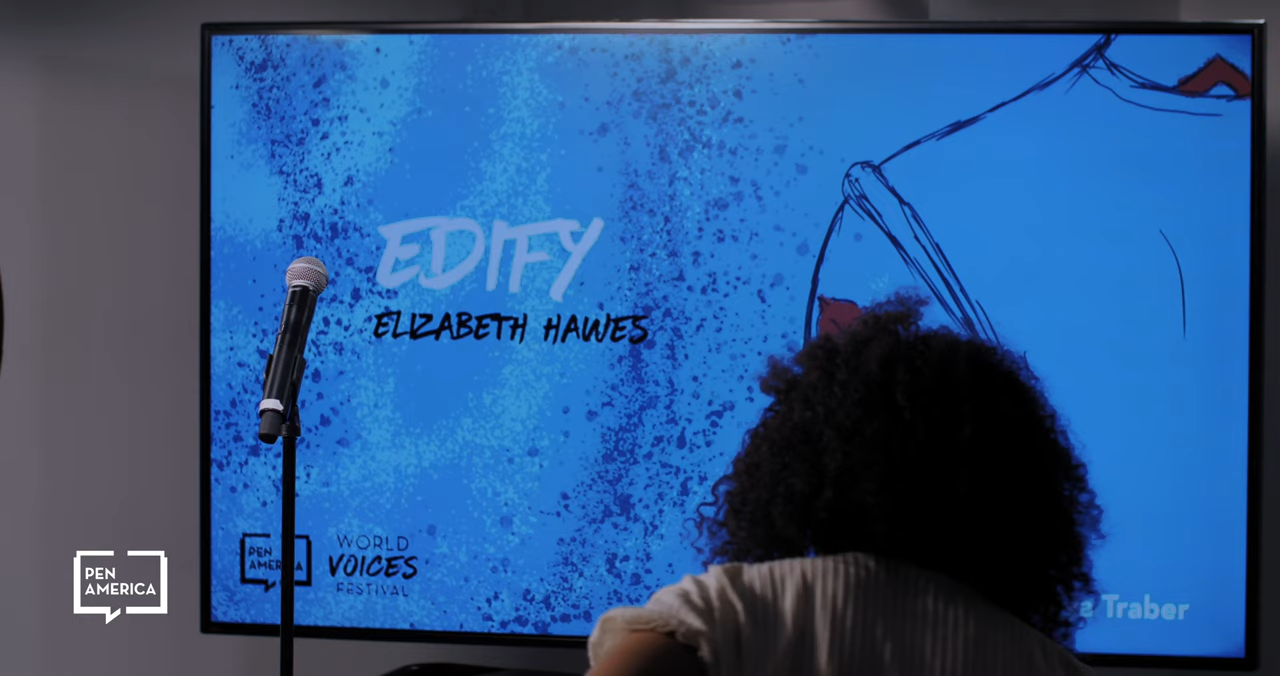 EDIFY
ELIZABETH HAWES
PEN
AMERICA
WORLD
VOICES
FESTIVAL
PEN
AMERICA
Traber